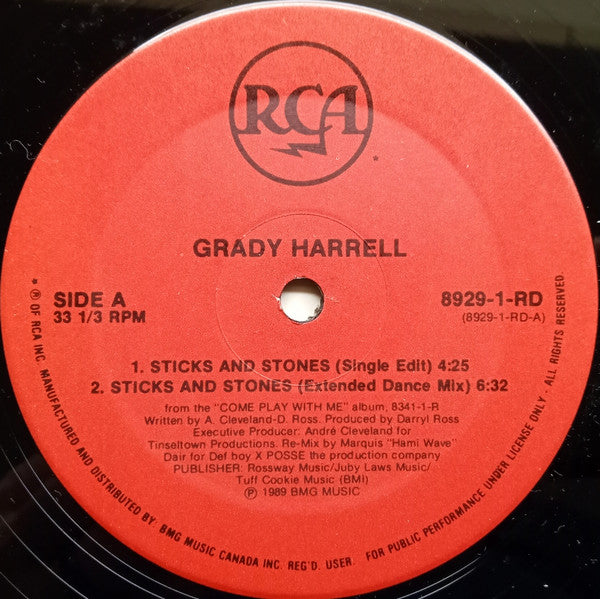 RCA
GRADY HARRELL
SIDE A
33 1/3 RPM
8929-1-RD
(8929-1-RD-A)
1. STICKS AND STONES (Single Edit) 4:25
2. STICKS AND STONES (Extended Dance Mix) 6:32
from the "COME PLAY WITH ME" album, 8341-1-R
Written by A. Cleveland-D. Ross. Produced by Darryl Ross
Executive Producer: André Cleveland for
Tinseltown Productions. Re-Mix by Marquis "Hami Wave"
Dair for Def boy X POSSE the production company
PUBLISHER: Rossway Music/Juby Laws Music/
Tuff Cookie Music (BMI)
℗ 1989 BMG MUSIC
* ® OF RCA INC. MANUFACTURED AND DISTRIBUTED BY BMG MUSIC CANADA INC. REG'D. USER. FOR PUBLIC PERFORMANCE UNDER LICENSE ONLY - ALL RIGHTS RESERVED